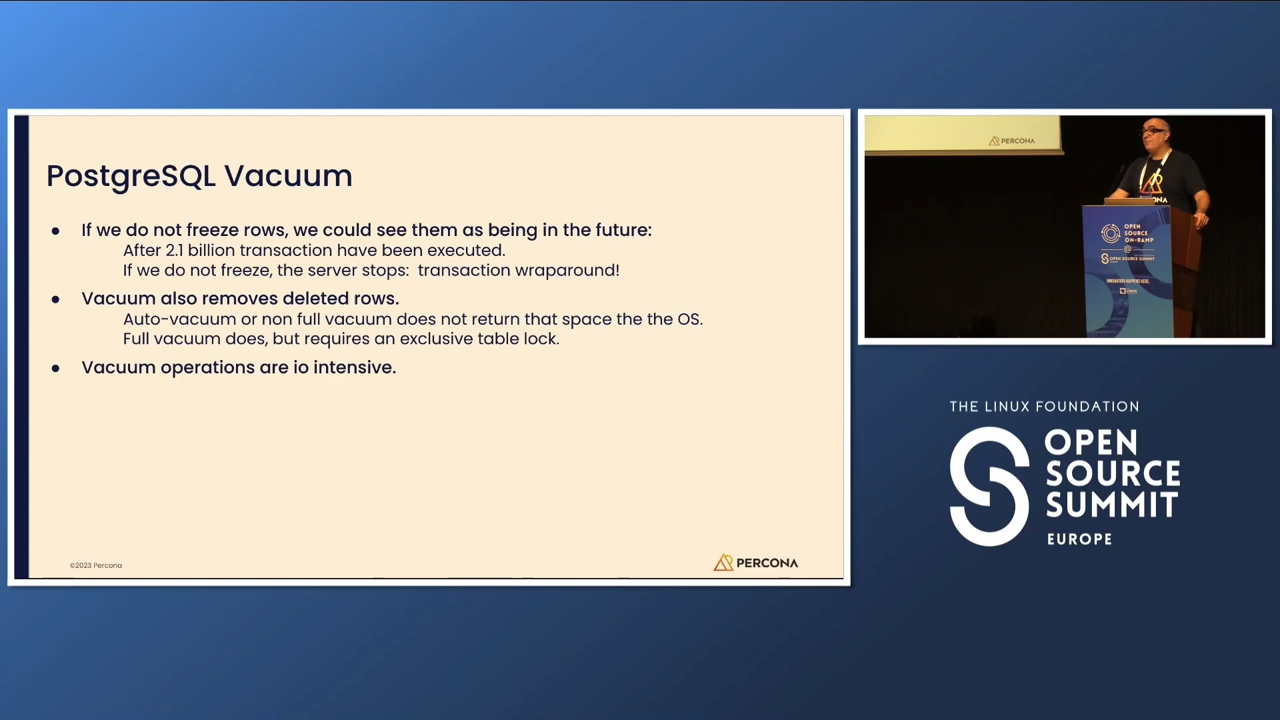 PostgreSQL Vacuum
● If we do not freeze rows, we could see them as being in the future:
After 2.1 billion transaction have been executed.
If we do not freeze, the server stops:  transaction wraparound!
● Vacuum also removes deleted rows.
Auto-vacuum or non full vacuum does not return that space the the OS.
Full vacuum does, but requires an exclusive table lock.
● Vacuum operations are io intensive.
©2023 Percona
PERCONA
PERCONA
OPEN
SOURCE
ON-RAMP
@
OPEN SOURCE SUMMIT
THE LINUX FOUNDATION
OPEN
SOURCE
SUMMIT
EUROPE